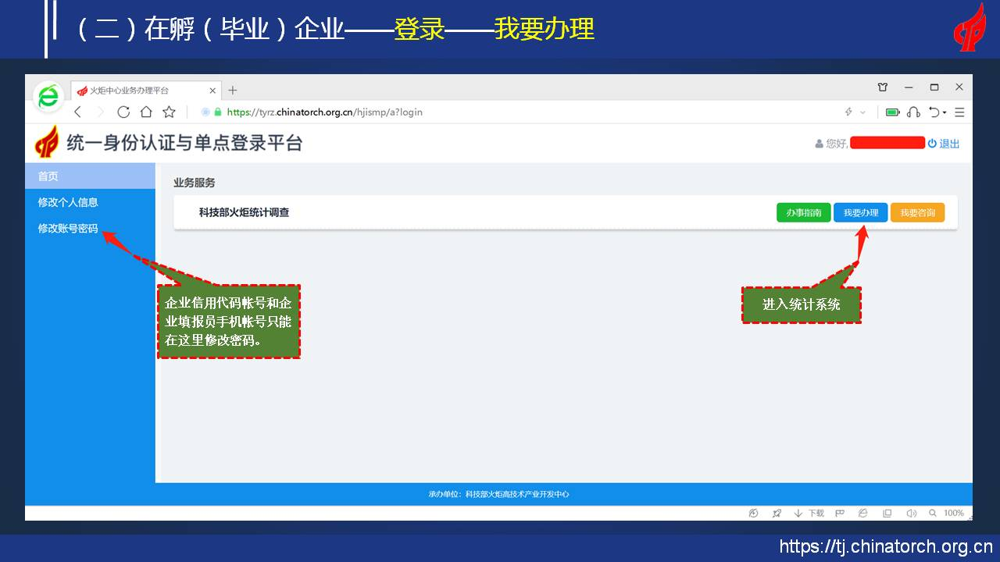 （二）在孵（毕业）企业——登录——我要办理
火炬中心业务办理平台
https://tyrz.chinatorch.org.cn/hjismp/a?login
统一身份认证与单点登录平台
您好, 退出
首页
业务服务
修改个人信息
科技部火炬统计调查 办事指南 我要办理 我要咨询
修改账号密码
企业信用代码帐号和企
业填报员手机帐号只能
在这里修改密码。
进入统计系统
承办单位：科技部火炬高技术产业开发中心
下载 100%
https://tj.chinatorch.org.cn